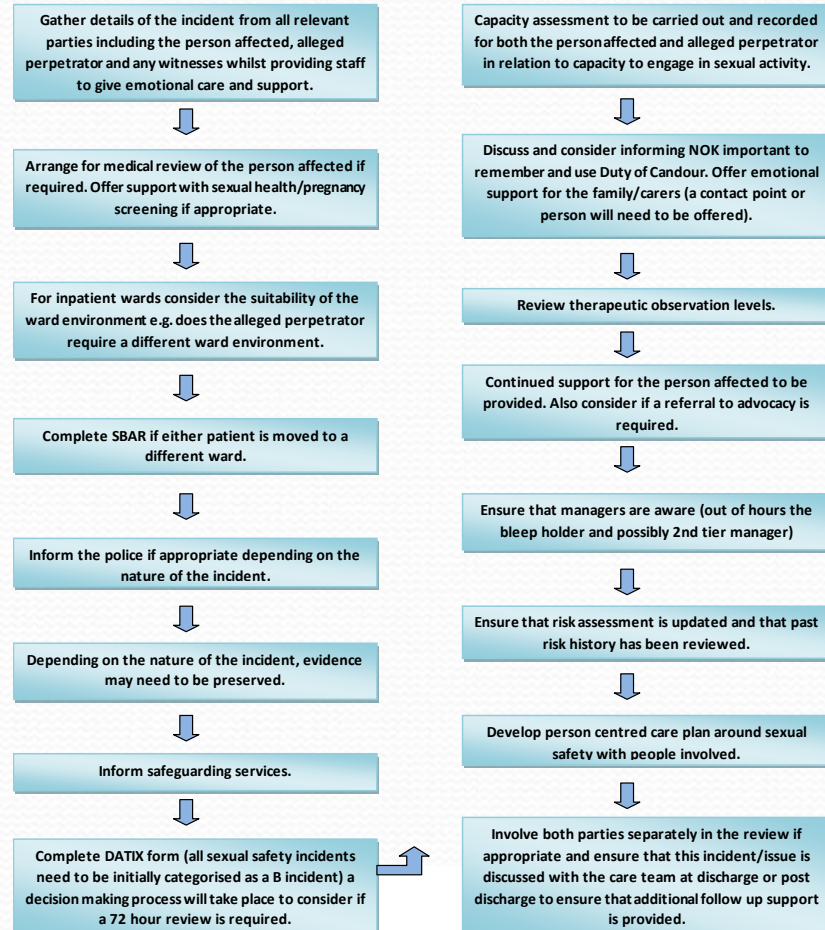 Gather details of the incident from all relevant
parties including the person affected, alleged
perpetrator and any witnesses whilst providing staff
to give emotional care and support.
Arrange for medical review of the person affected if
required. Offer support with sexual health/pregnancy
screening if appropriate.
For inpatient wards consider the suitability of the
ward environment e.g. does the alleged perpetrator
require a different ward environment.
Complete SBAR if either patient is moved to a
different ward.
Inform the police if appropriate depending on the
nature of the incident.
Depending on the nature of the incident, evidence
may need to be preserved.
Inform safeguarding services.
Complete DATIX form (all sexual safety incidents
need to be initially categorised as a B incident) a
decision making process will take place to consider if
a 72 hour review is required.
Capacity assessment to be carried out and recorded
for both the person affected and alleged perpetrator
in relation to capacity to engage in sexual activity.
Discuss and consider informing NOK important to
remember and use Duty of Candour. Offer emotional
support for the family/carers (a contact point or
person will need to be offered).
Review therapeutic observation levels.
Continued support for the person affected to be
provided. Also consider if a referral to advocacy is
required.
Ensure that managers are aware (out of hours the
bleep holder and possibly 2nd tier manager)
Ensure that risk assessment is updated and that past
risk history has been reviewed.
Develop person centred care plan around sexual
safety with people involved.
Involve both parties separately in the review if
appropriate and ensure that this incident/issue is
discussed with the care team at discharge or post
discharge to ensure that additional follow up support
is provided.